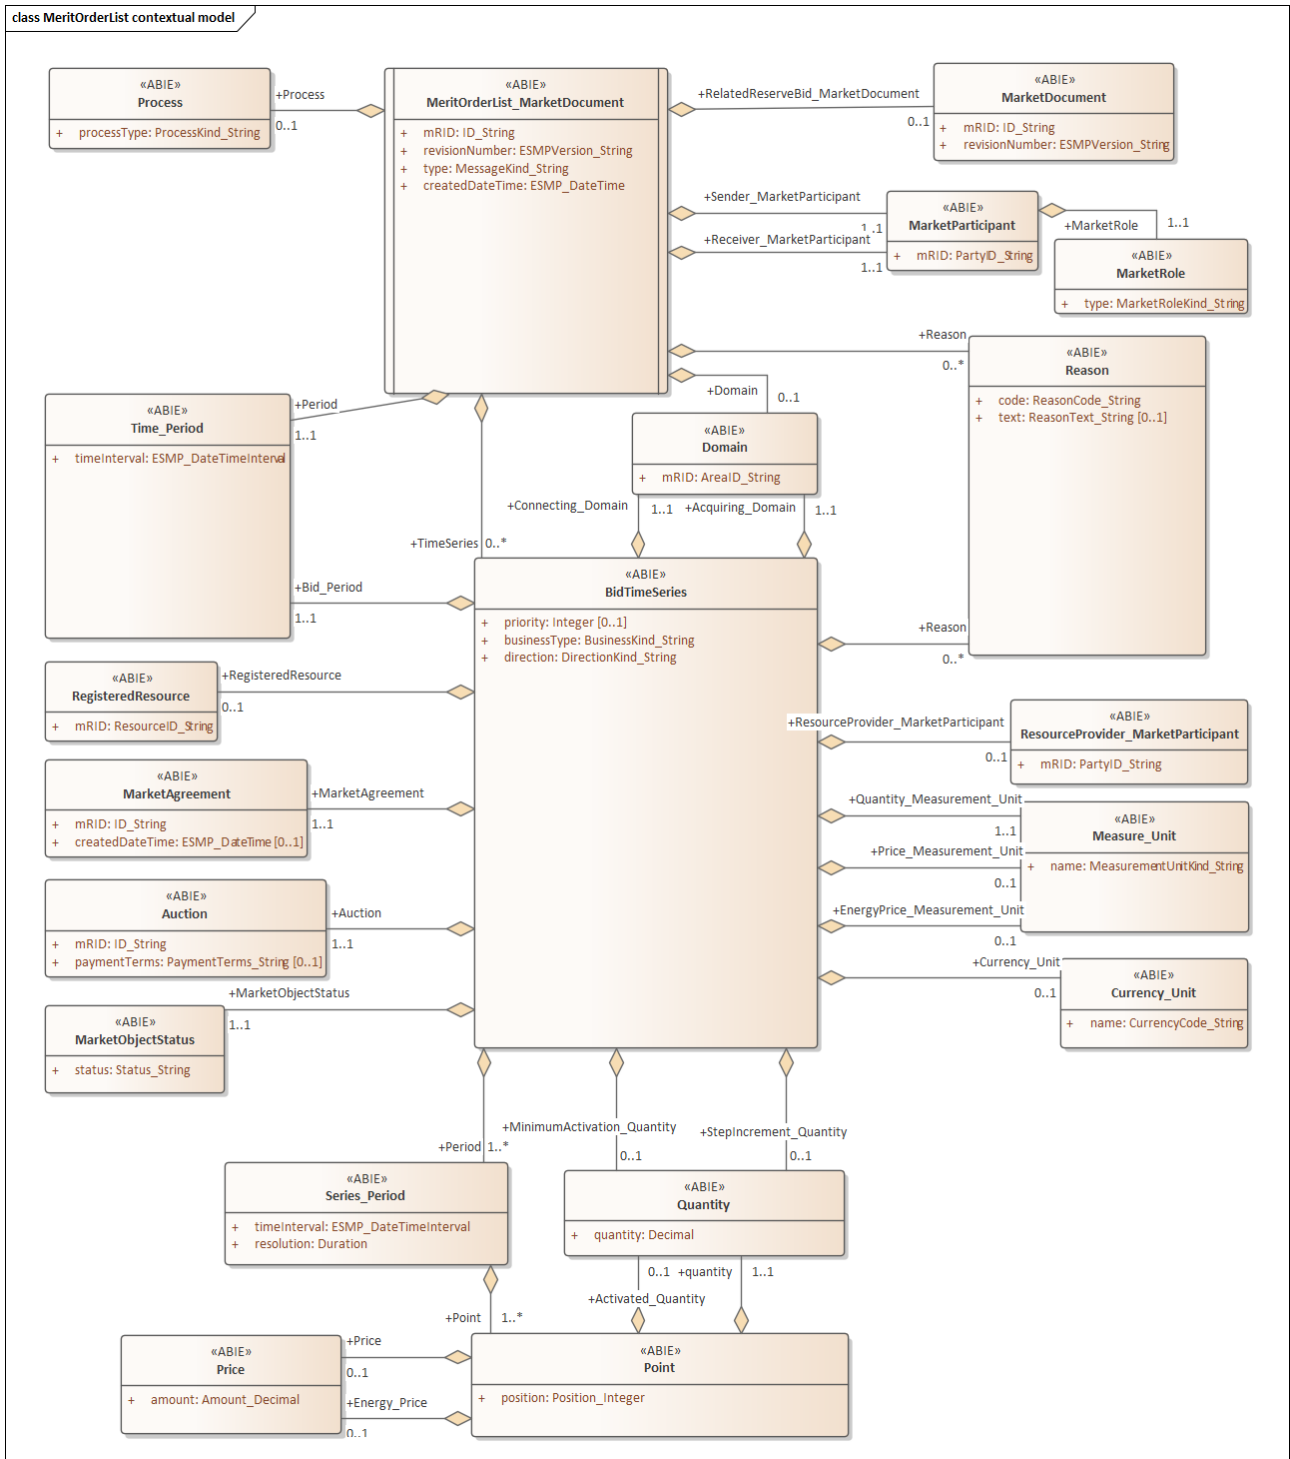 class MeritOrderList contextual model
«ABIE»
Process
+ processType: ProcessKind_String
+Process
0..1
«ABIE»
MeritOrderList_MarketDocument
+ mRID: ID_String
+ revisionNumber: ESMPVersion_String
+ type: MessageKind_String
+ createdDateTime: ESMP_DateTime
+RelatedReserveBid_MarketDocument
0..1
«ABIE»
MarketDocument
+ mRID: ID_String
+ revisionNumber: ESMPVersion_String
+Sender_MarketParticipant
1..1
+Receiver_MarketParticipant
1..1
«ABIE»
MarketParticipant
+ mRID: PartyID_String
+MarketRole
1..1
«ABIE»
MarketRole
+ type: MarketRoleKind_String
+Reason
0..*
«ABIE»
Reason
+ code: ReasonCode_String
+ text: ReasonText_String [0..1]
+Domain
0..1
«ABIE»
Domain
+ mRID: AreaID_String
«ABIE»
Time_Period
+ timeInterval: ESMP_DateTimeInterval
+Period
1..1
+Connecting_Domain
1..1
+Acquiring_Domain
1..1
+TimeSeries
0..*
+Bid_Period
1..1
«ABIE»
BidTimeSeries
+ priority: Integer [0..1]
+ businessType: BusinessKind_String
+ direction: DirectionKind_String
+Reason
0..*
«ABIE»
RegisteredResource
+ mRID: ResourceID_String
+RegisteredResource
0..1
+ResourceProvider_MarketParticipant
0..1
«ABIE»
ResourceProvider_MarketParticipant
+ mRID: PartyID_String
«ABIE»
MarketAgreement
+ mRID: ID_String
+ createdDateTime: ESMP_DateTime [0..1]
+MarketAgreement
1..1
+Quantity_Measurement_Unit
1..1
+Price_Measurement_Unit
0..1
+EnergyPrice_Measurement_Unit
0..1
«ABIE»
Measure_Unit
+ name: MeasurementUnitKind_String
«ABIE»
Auction
+ mRID: ID_String
+ paymentTerms: PaymentTerms_String [0..1]
+Auction
1..1
+Currency_Unit
0..1
«ABIE»
Currency_Unit
+ name: CurrencyCode_String
+MarketObjectStatus
1..1
«ABIE»
MarketObjectStatus
+ status: Status_String
+Period
1..*
+MinimumActivation_Quantity
0..1
+StepIncrement_Quantity
0..1
«ABIE»
Series_Period
+ timeInterval: ESMP_DateTimeInterval
+ resolution: Duration
«ABIE»
Quantity
+ quantity: Decimal
0..1
+quantity
1..1
+Activated_Quantity
+Point
1..*
«ABIE»
Price
+ amount: Amount_Decimal
+Price
0..1
+Energy_Price
0..1
«ABIE»
Point
+ position: Position_Integer